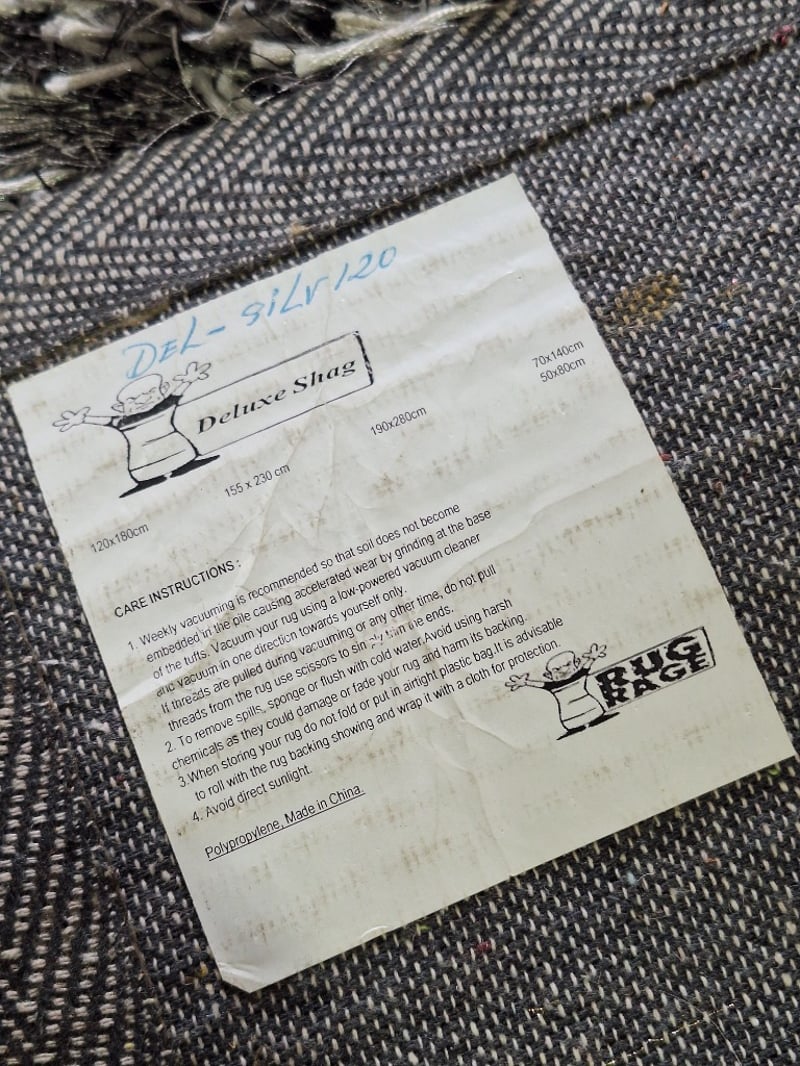 DEL- SiLV 120
Deluxe Shag
70x140cm
50x80cm
190x280cm
155 x 230 cm
120x180cm
CARE INSTRUCTIONS :
1. Weekly vacuuming is recommended so that soil does not become
embedded in the pile causing accelerated wear by grinding at the base
of the tufts. Vacuum your rug using a low-powered vacuum cleaner
and vacuum in one direction towards yourself only.
If threads are pulled during vacuuming or any other time, do not pull
threads from the rug use scissors to simply trim the ends.
2. To remove spills, sponge or flush with cold water.Avoid using harsh
chemicals as they could damage or fade your rug and harm its backing.
3.When storing your rug do not fold or put in airtight plastic bag.It is advisable
to roll with the rug backing showing and wrap it with a cloth for protection.
4. Avoid direct sunlight.
Polypropylene, Made in China.
RUG
RAGE